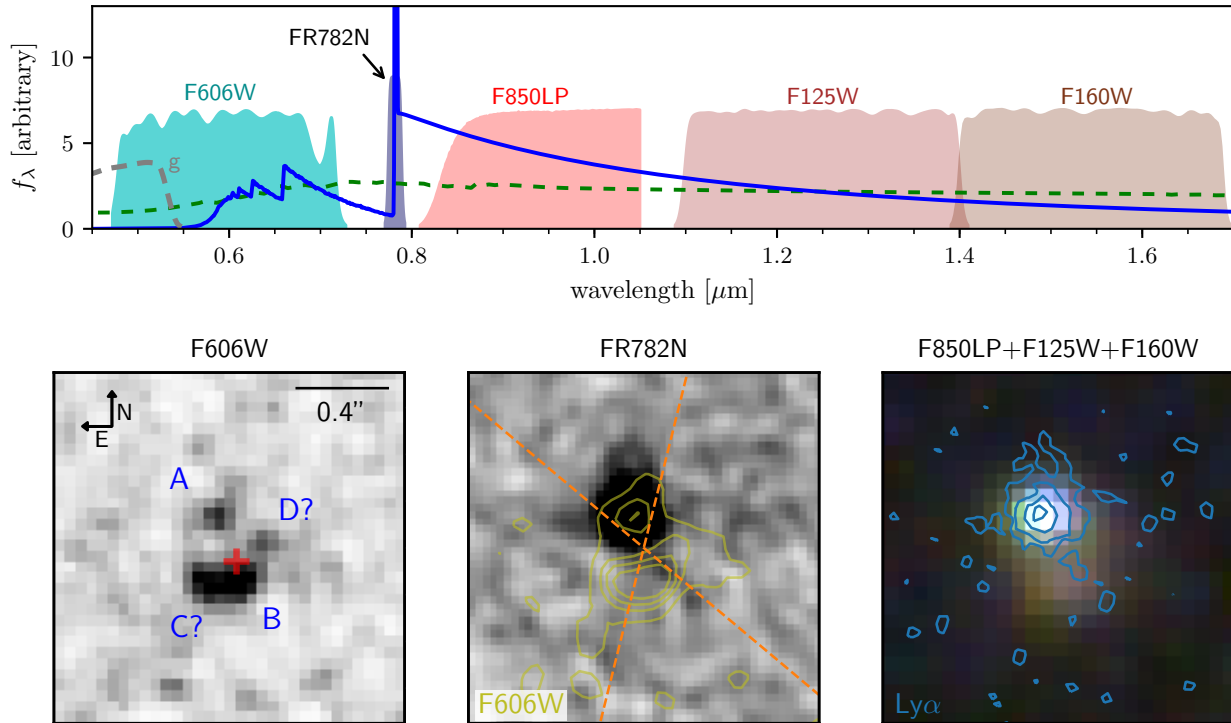 FR782N
F606W
F850LP
F125W
F160W
g
f_λ [arbitrary]
10
5
0
0.6
0.8
1.0
1.2
1.4
1.6
wavelength [μm]
F606W
FR782N
F850LP+F125W+F160W
N
E
0.4"
A
D?
C?
B
F606W
Lyα